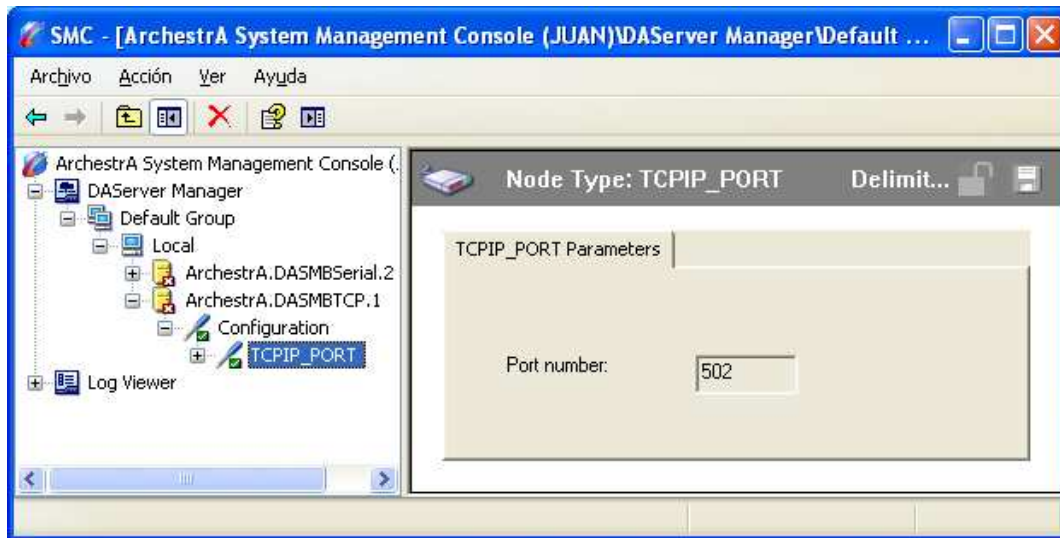 SMC - [ArchestrA System Management Console (JUAN)\DAServer Manager\Default ...
Archivo Acción Ver Ayuda
ArchestrA System Management Console (.
DAServer Manager
Default Group
Local
ArchestrA.DASMBSerial.2
ArchestrA.DASMBTCP.1
Configuration
TCPIP_PORT
Log Viewer
Node Type: TCPIP_PORT Delimit...
TCPIP_PORT Parameters
Port number: 502